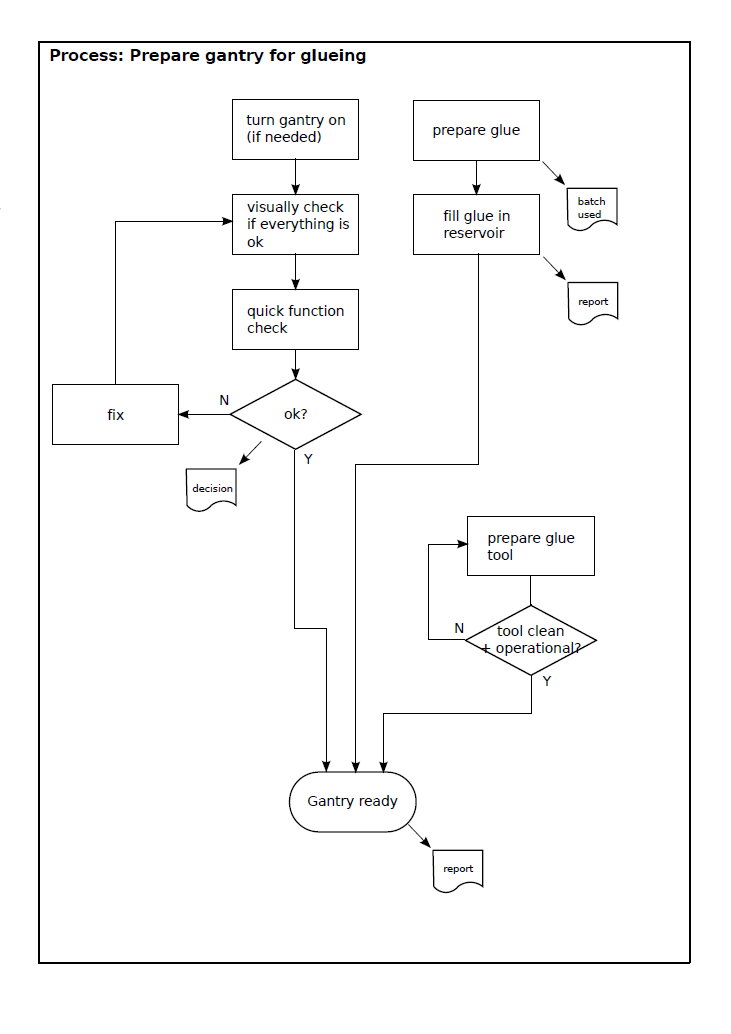 Process: Prepare gantry for glueing
turn gantry on
(if needed)
prepare glue
batch
used
visually check
if everything is
ok
fill glue in
reservoir
report
quick function
check
fix
N
ok?
Y
decision
prepare glue
tool
N
tool clean
+ operational?
Y
Gantry ready
report